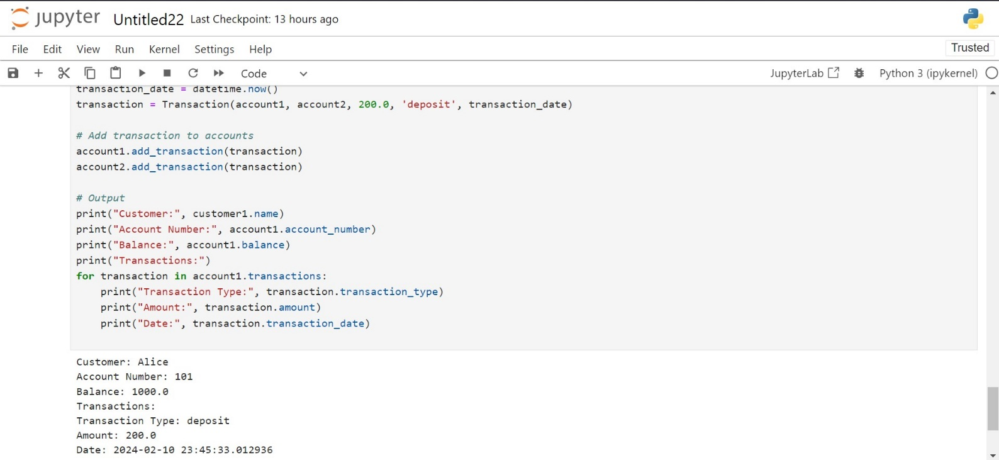 jupyter Untitled22 Last Checkpoint: 13 hours ago
File Edit View Run Kernel Settings Help Trusted
Code JupyterLab Python 3 (ipykernel)
transaction_date = datetime.now()
transaction = Transaction(account1, account2, 200.0, 'deposit', transaction_date)
# Add transaction to accounts
account1.add_transaction(transaction)
account2.add_transaction(transaction)
# Output
print("Customer:", customer1.name)
print("Account Number:", account1.account_number)
print("Balance:", account1.balance)
print("Transactions:")
for transaction in account1.transactions:
    print("Transaction Type:", transaction.transaction_type)
    print("Amount:", transaction.amount)
    print("Date:", transaction.transaction_date)
Customer: Alice
Account Number: 101
Balance: 1000.0
Transactions:
Transaction Type: deposit
Amount: 200.0
Date: 2024-02-10 23:45:33.012936